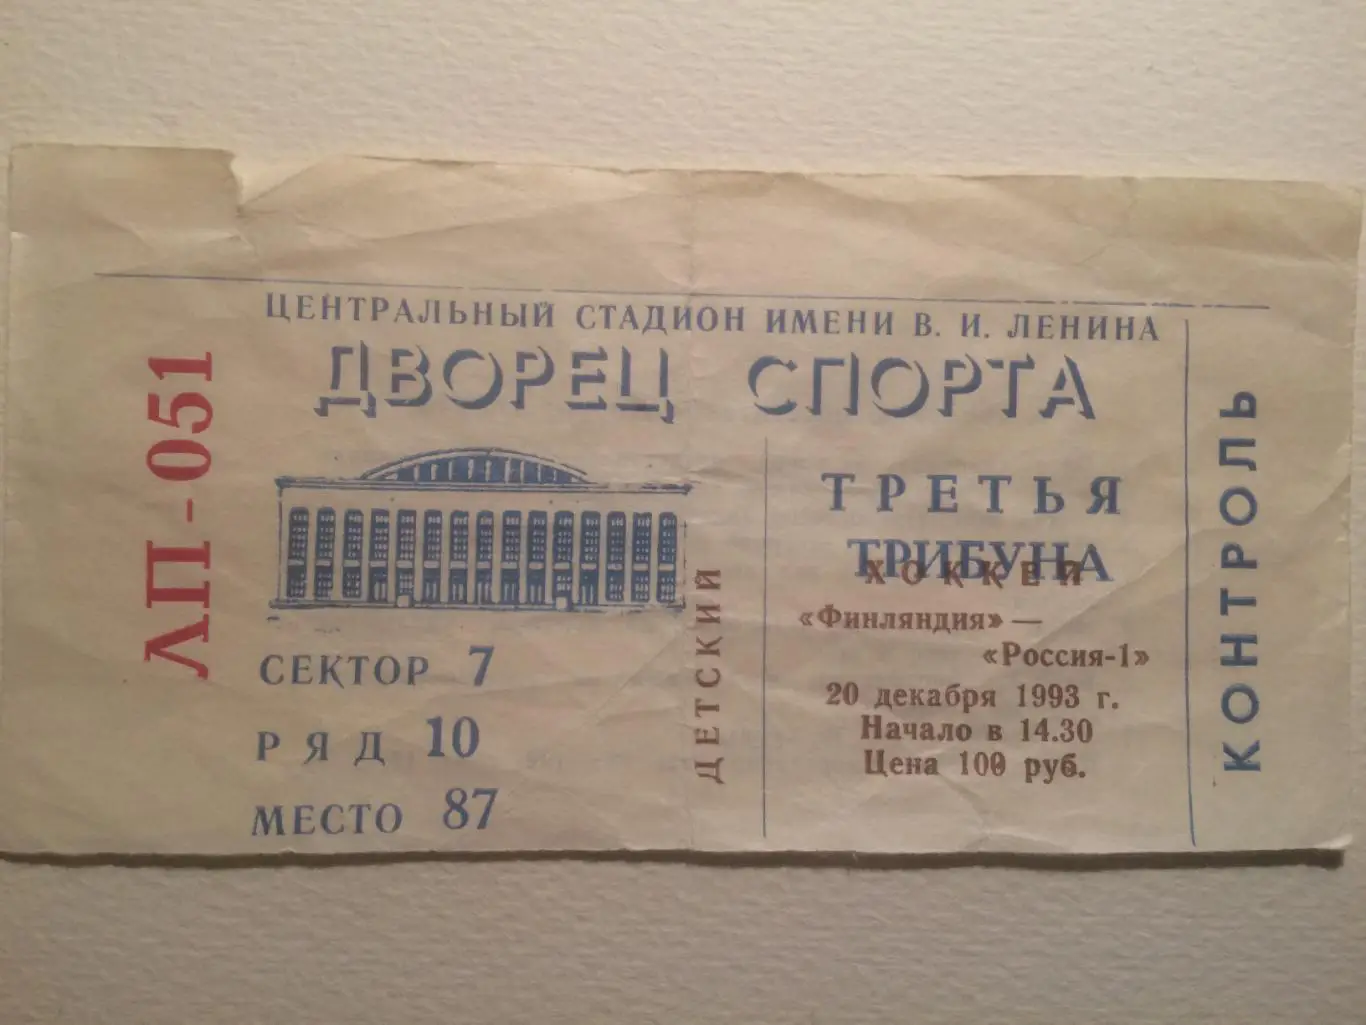 ЦЕНТРАЛЬНЫЙ СТАДИОН ИМЕНИ В. И. ЛЕНИНА
ДВОРЕЦ СПОРТА
ЛП-051
СЕКТОР 7
РЯД 10
МЕСТО 87
ДЕТСКИЙ
ТРЕТЬЯ
ТРИБУНА
ХОККЕЙ
«Финляндия» —
«Россия-1»
20 декабря 1993 г.
Начало в 14.30
Цена 100 руб.
КОНТРОЛЬ